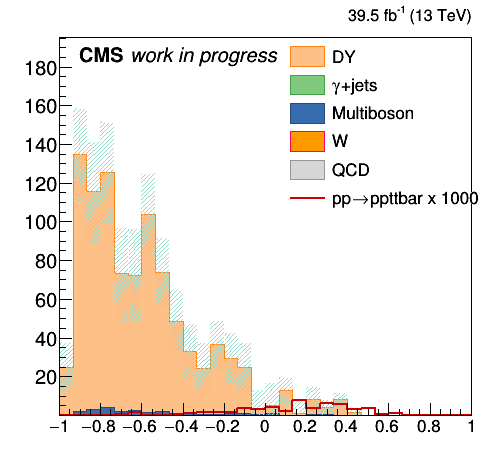 39.5 fb⁻¹ (13 TeV)
CMS work in progress
DY
γ+jets
Multiboson
W
QCD
pp→ppttbar x 1000
180
160
140
120
100
80
60
40
20
−1 −0.8 −0.6 −0.4 −0.2 0 0.2 0.4 0.6 0.8 1